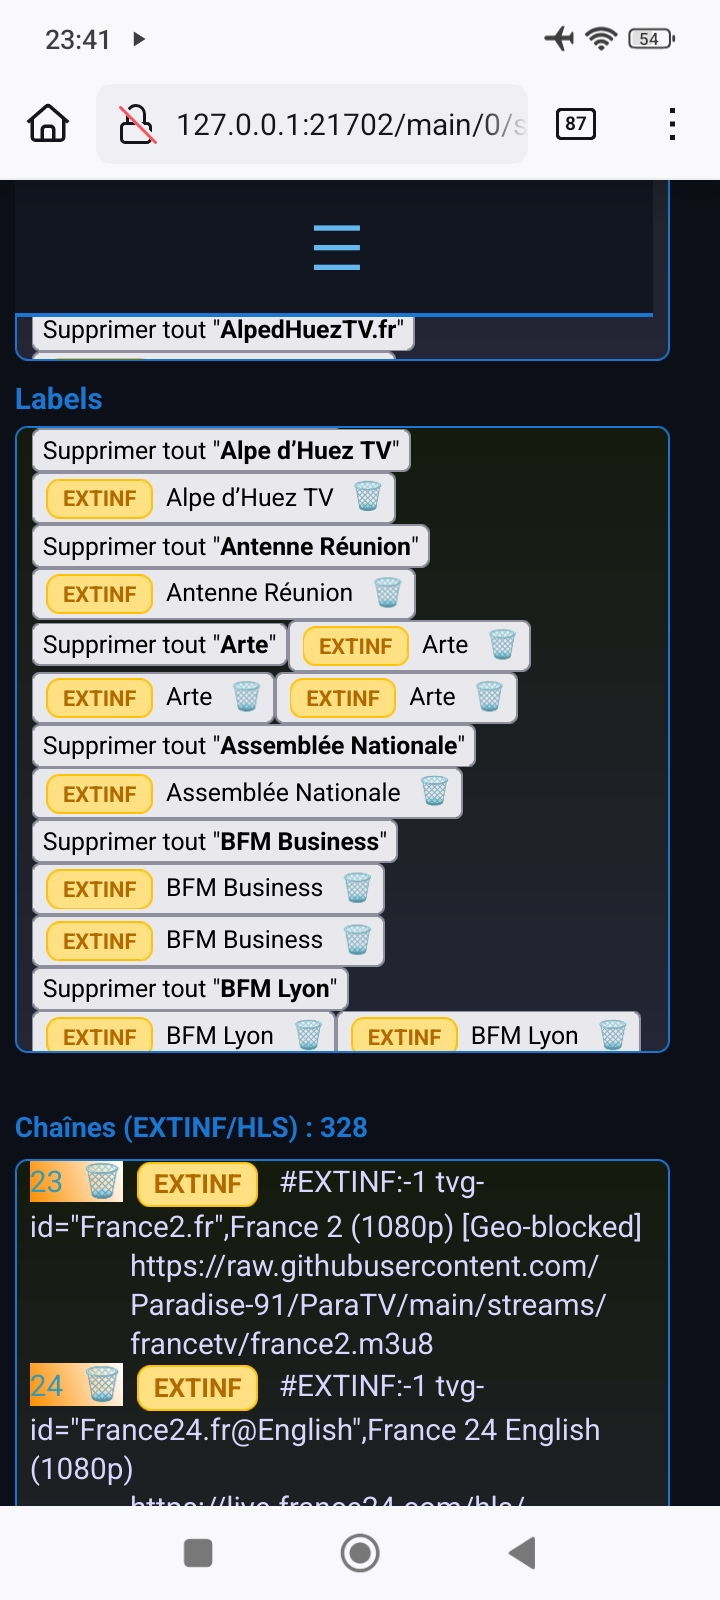 23:41
54
127.0.0.1:21702/main/0/s
87
Supprimer tout "AlpedHuezTV.fr"
Labels
Supprimer tout "Alpe d’Huez TV"
EXTINF Alpe d’Huez TV
Supprimer tout "Antenne Réunion"
EXTINF Antenne Réunion
Supprimer tout "Arte" EXTINF Arte
EXTINF Arte EXTINF Arte
Supprimer tout "Assemblée Nationale"
EXTINF Assemblée Nationale
Supprimer tout "BFM Business"
EXTINF BFM Business
EXTINF BFM Business
Supprimer tout "BFM Lyon"
EXTINF BFM Lyon EXTINF BFM Lyon
Chaînes (EXTINF/HLS) : 328
23 EXTINF #EXTINF:-1 tvg-
id="France2.fr",France 2 (1080p) [Geo-blocked]
https://raw.githubusercontent.com/
Paradise-91/ParaTV/main/streams/
francetv/france2.m3u8
24 EXTINF #EXTINF:-1 tvg-
id="France24.fr@English",France 24 English
(1080p)
https://live.france24.com/hls/